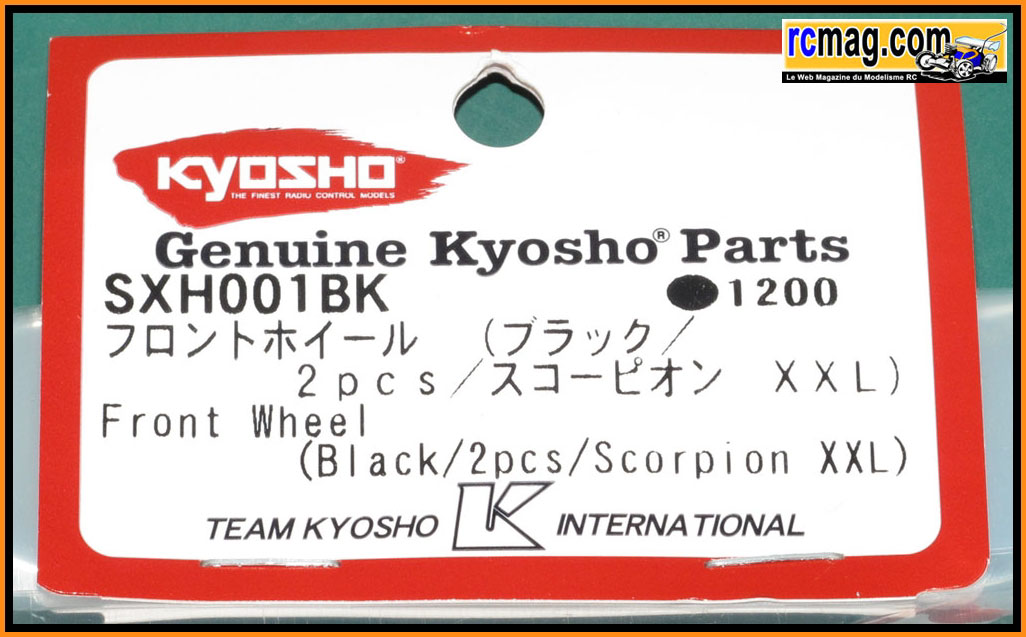 rcmag.com
Le Web Magazine du Modelisme RC
KYOSHO®
THE FINEST RADIO CONTROL MODELS
Genuine Kyosho® Parts
SXH001BK ●1200
フロントホイール (ブラック/
2pcs/スコーピオン XXL)
Front Wheel
(Black/2pcs/Scorpion XXL)
TEAM KYOSHO K INTERNATIONAL